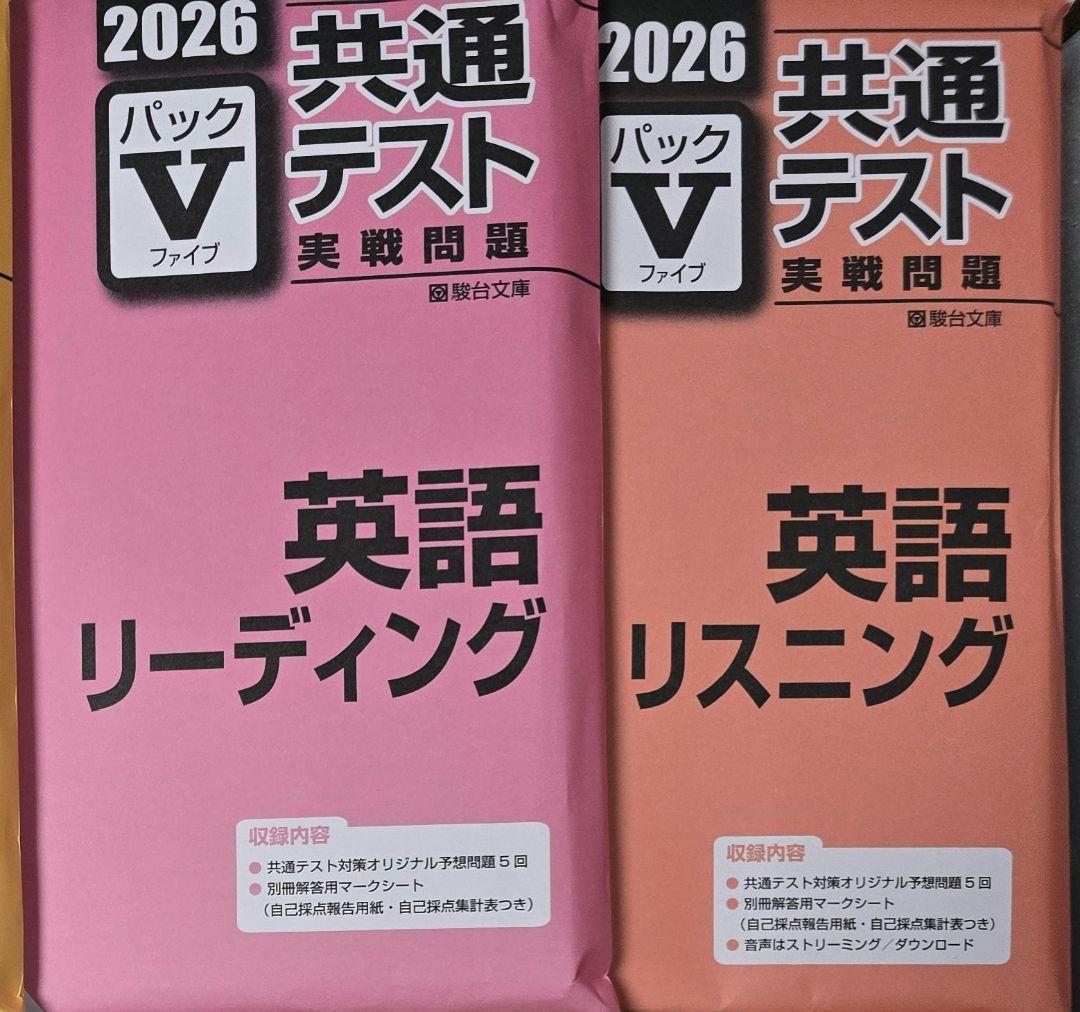 2026
パック
V
ファイブ
共通
テスト
実戦問題
駿台文庫
英語
リーディング
収録内容
● 共通テスト対策オリジナル予想問題5回
● 別冊解答用マークシート
（自己採点報告用紙・自己採点集計表つき）
2026
パック
V
ファイブ
共通
テスト
実戦問題
駿台文庫
英語
リスニング
収録内容
● 共通テスト対策オリジナル予想問題5回
● 別冊解答用マークシート
（自己採点報告用紙・自己採点集計表つき）
● 音声はストリーミング／ダウンロード